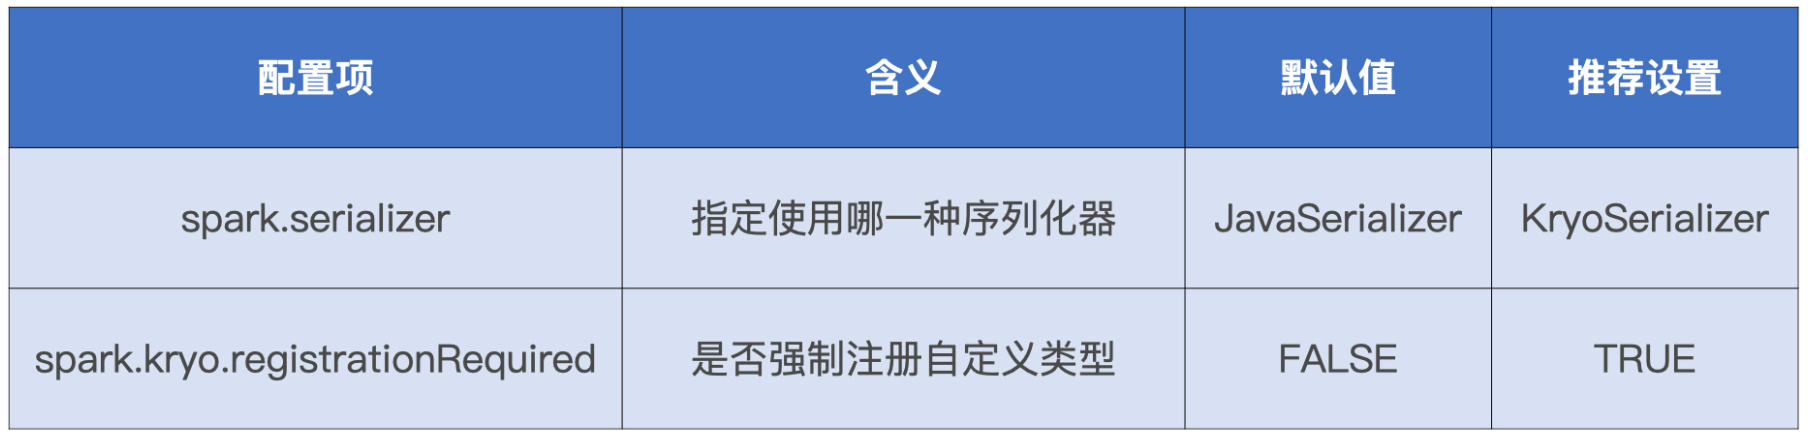 配置项 含义 默认值 推荐设置
spark.serializer 指定使用哪一种序列化器 JavaSerializer KryoSerializer
spark.kryo.registrationRequired 是否强制注册自定义类型 FALSE TRUE